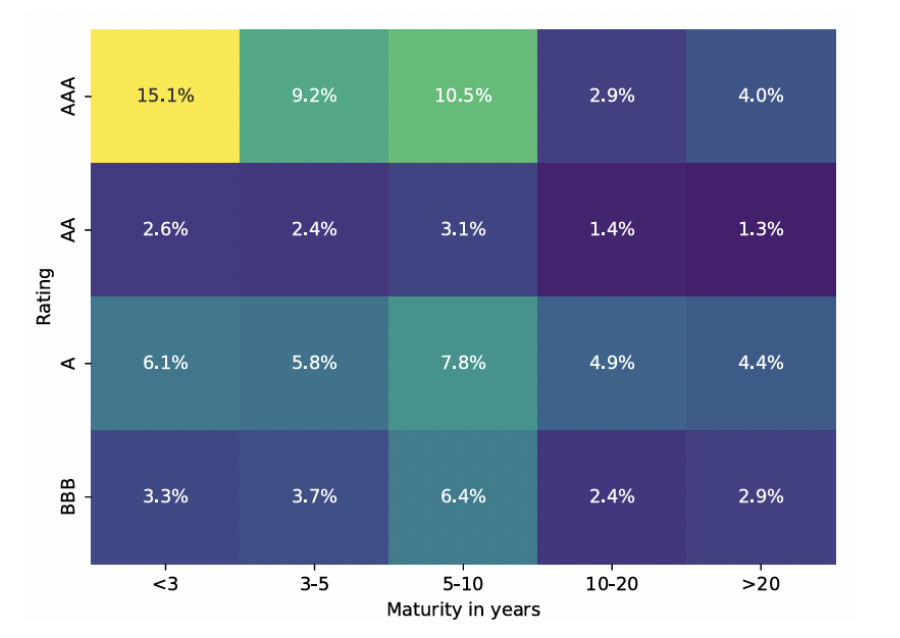 AAA 15.1% 9.2% 10.5% 2.9% 4.0%
AA 2.6% 2.4% 3.1% 1.4% 1.3%
Rating
A 6.1% 5.8% 7.8% 4.9% 4.4%
BBB 3.3% 3.7% 6.4% 2.4% 2.9%
<3 3-5 5-10 10-20 >20
Maturity in years